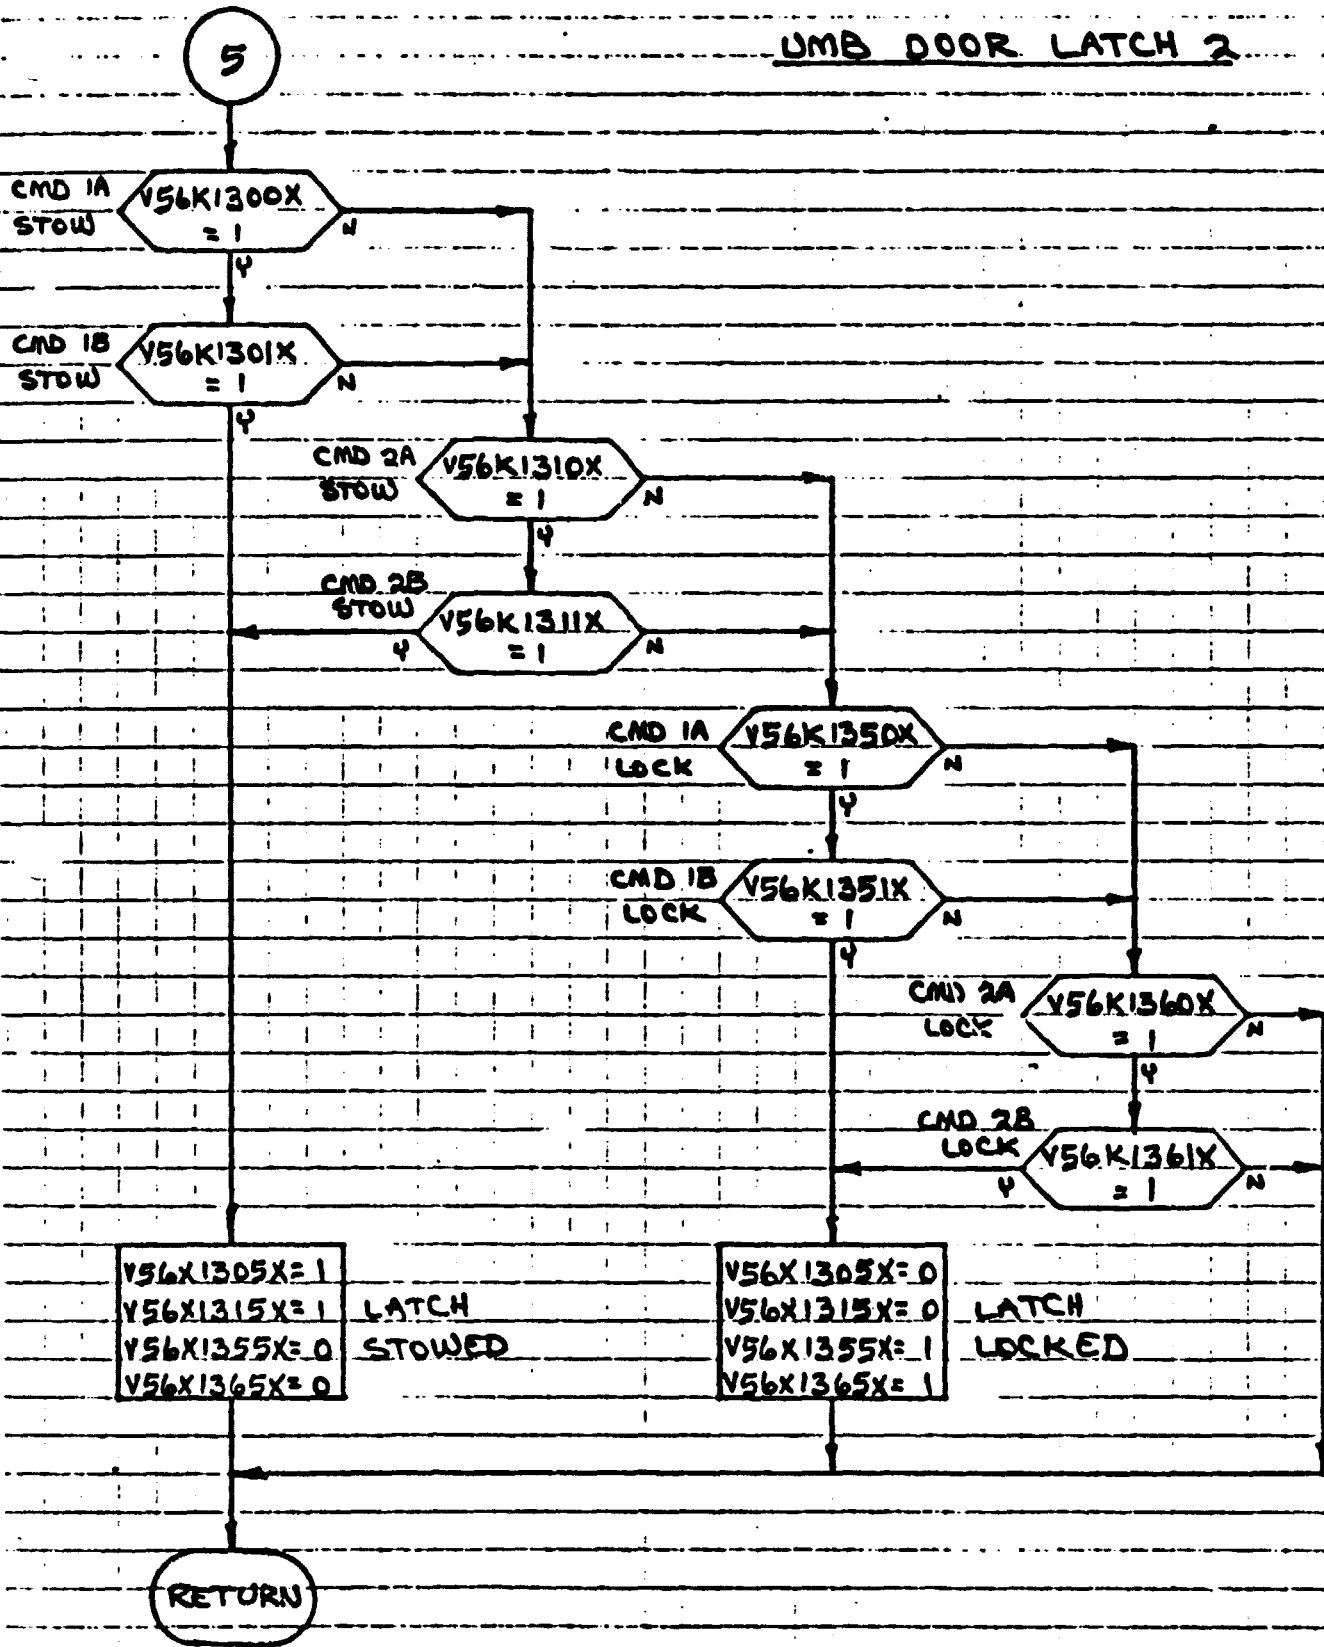 5
UMB DOOR LATCH 2
CMD 1A
STOW
V56K1300X
= 1
N
Y
CMD 1B
STOW
V56K1301X
= 1
N
Y
CMD 2A
STOW
V56K1310X
= 1
N
Y
CMD 2B
STOW
V56K1311X
= 1
Y
N
CMD 1A
LOCK
V56K1350X
= 1
N
Y
CMD 1B
LOCK
V56K1351X
= 1
N
Y
CMD 2A
LOCK
V56K1360X
= 1
N
Y
CMD 2B
LOCK
V56K1361X
= 1
Y
N
V56X1305X= 1
V56X1315X= 1
V56X1355X= 0
V56X1365X= 0
LATCH
STOWED
V56X1305X= 0
V56X1315X= 0
V56X1355X= 1
V56X1365X= 1
LATCH
LOCKED
RETURN